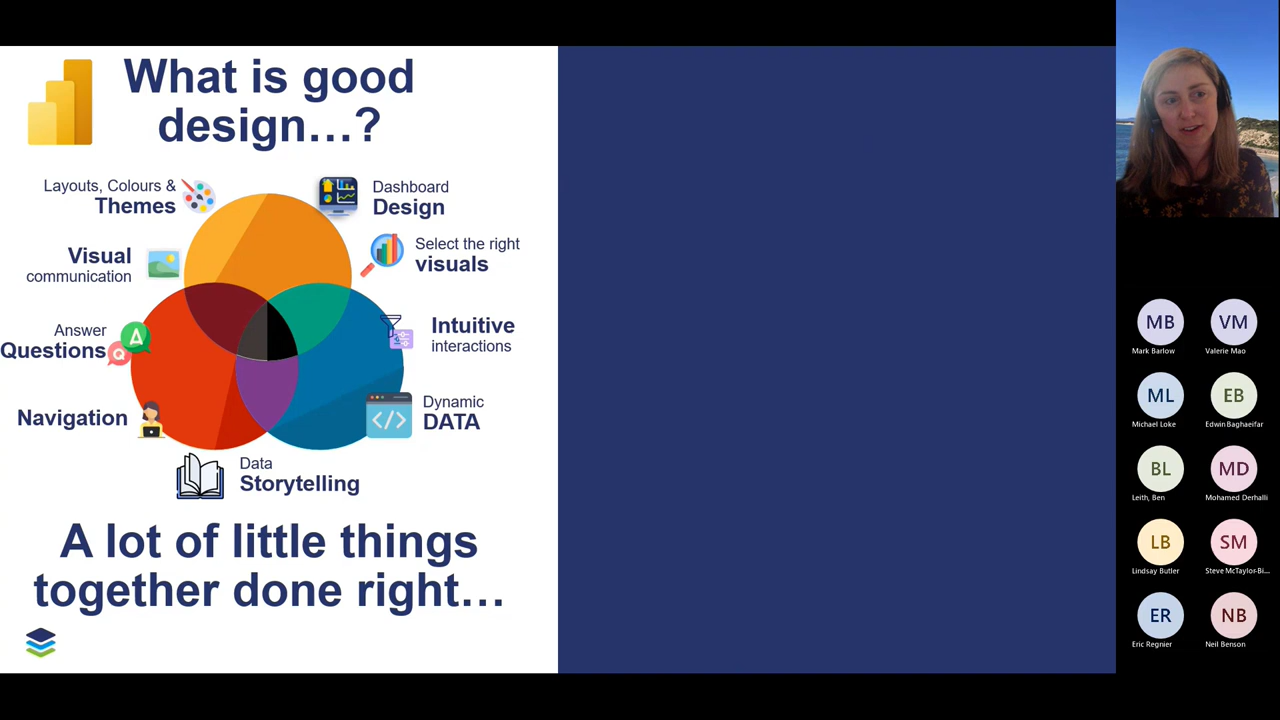 What is good
design…?
Layouts, Colours &
Themes
Dashboard
Design
Visual
communication
Select the right
visuals
Answer
Questions
A
Q
Intuitive
interactions
Navigation
</>
Dynamic
DATA
Data
Storytelling
A lot of little things
together done right…
MB
VM
Mark Barlow
Valerie Mao
ML
EB
Michael Loke
Edwin Baghaeifar
BL
MD
Leith, Ben
Mohamed Derhalli
LB
SM
Lindsay Butler
Steve McTaylor-Bi...
ER
NB
Eric Regnier
Neil Benson